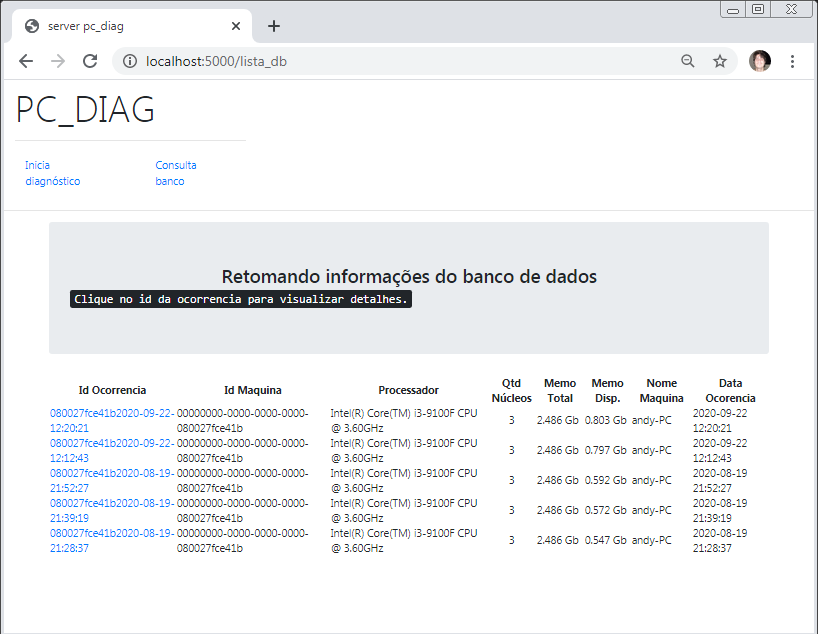 server pc_diag
localhost:5000/lista_db
PC_DIAG
Inicia diagnóstico
Consulta banco
Retomando informações do banco de dados
Clique no id da ocorrencia para visualizar detalhes.
Id Ocorrencia Id Maquina Processador Qtd Núcleos Memo Total Memo Disp. Nome Maquina Data Ocorencia
080027fce41b2020-09-22-12:20:21 00000000-0000-0000-0000-080027fce41b Intel(R) Core(TM) i3-9100F CPU @ 3.60GHz 3 2.486 Gb 0.803 Gb andy-PC 2020-09-22 12:20:21
080027fce41b2020-09-22-12:12:43 00000000-0000-0000-0000-080027fce41b Intel(R) Core(TM) i3-9100F CPU @ 3.60GHz 3 2.486 Gb 0.797 Gb andy-PC 2020-09-22 12:12:43
080027fce41b2020-08-19-21:52:27 00000000-0000-0000-0000-080027fce41b Intel(R) Core(TM) i3-9100F CPU @ 3.60GHz 3 2.486 Gb 0.592 Gb andy-PC 2020-08-19 21:52:27
080027fce41b2020-08-19-21:39:19 00000000-0000-0000-0000-080027fce41b Intel(R) Core(TM) i3-9100F CPU @ 3.60GHz 3 2.486 Gb 0.572 Gb andy-PC 2020-08-19 21:39:19
080027fce41b2020-08-19-21:28:37 00000000-0000-0000-0000-080027fce41b Intel(R) Core(TM) i3-9100F CPU @ 3.60GHz 3 2.486 Gb 0.547 Gb andy-PC 2020-08-19 21:28:37